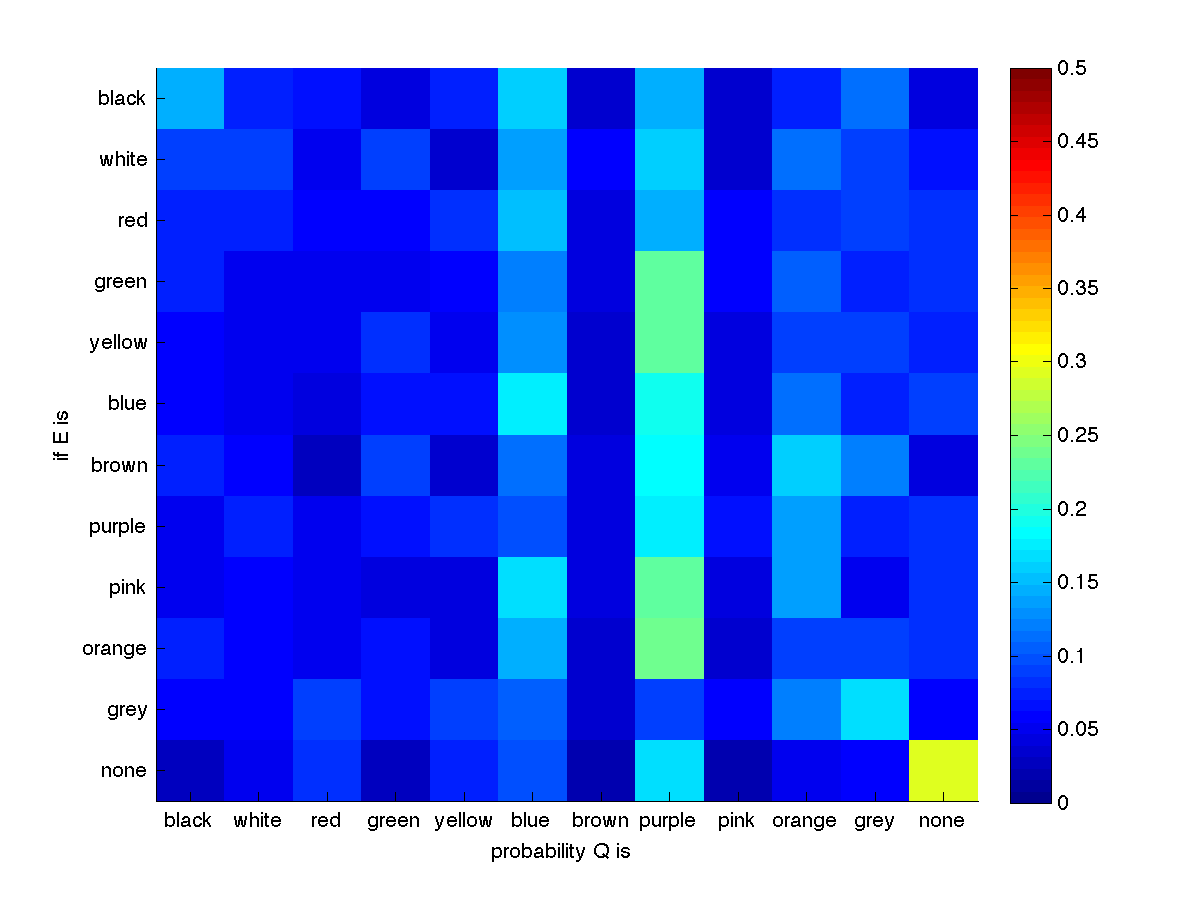 black
white
red
green
yellow
blue
brown
purple
pink
orange
grey
none
if E is
black white red green yellow blue brown purple pink orange grey none
probability Q is
0.5
0.45
0.4
0.35
0.3
0.25
0.2
0.15
0.1
0.05
0